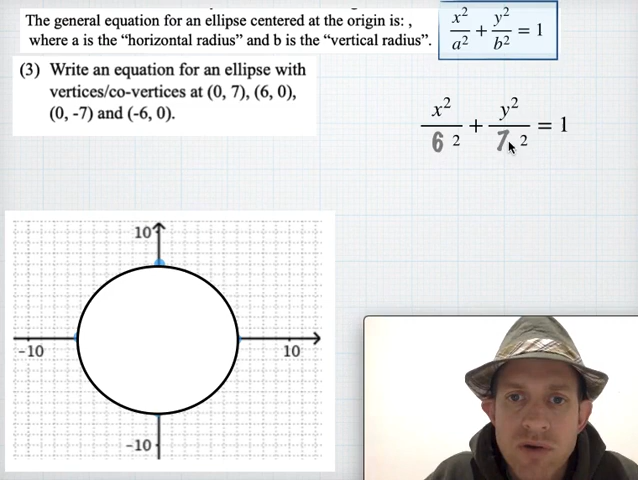 The general equation for an ellipse centered at the origin is: ,
where a is the “horizontal radius” and b is the “vertical radius”.
x²/a² + y²/b² = 1
(3) Write an equation for an ellipse with
vertices/co-vertices at (0, 7), (6, 0),
(0, -7) and (-6, 0).
x²/6² + y²/7² = 1
10
-10
10
-10